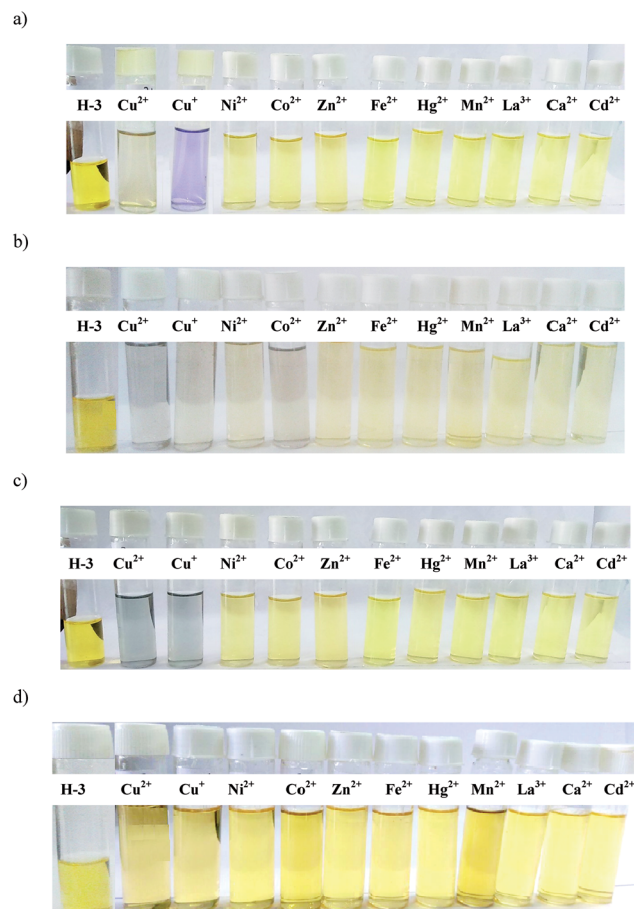 a)
H-3 Cu²⁺ Cu⁺ Ni²⁺ Co²⁺ Zn²⁺ Fe²⁺ Hg²⁺ Mn²⁺ La³⁺ Ca²⁺ Cd²⁺
b)
H-3 Cu²⁺ Cu⁺ Ni²⁺ Co²⁺ Zn²⁺ Fe²⁺ Hg²⁺ Mn²⁺ La³⁺ Ca²⁺ Cd²⁺
c)
H-3 Cu²⁺ Cu⁺ Ni²⁺ Co²⁺ Zn²⁺ Fe²⁺ Hg²⁺ Mn²⁺ La³⁺ Ca²⁺ Cd²⁺
d)
H-3 Cu²⁺ Cu⁺ Ni²⁺ Co²⁺ Zn²⁺ Fe²⁺ Hg²⁺ Mn²⁺ La³⁺ Ca²⁺ Cd²⁺